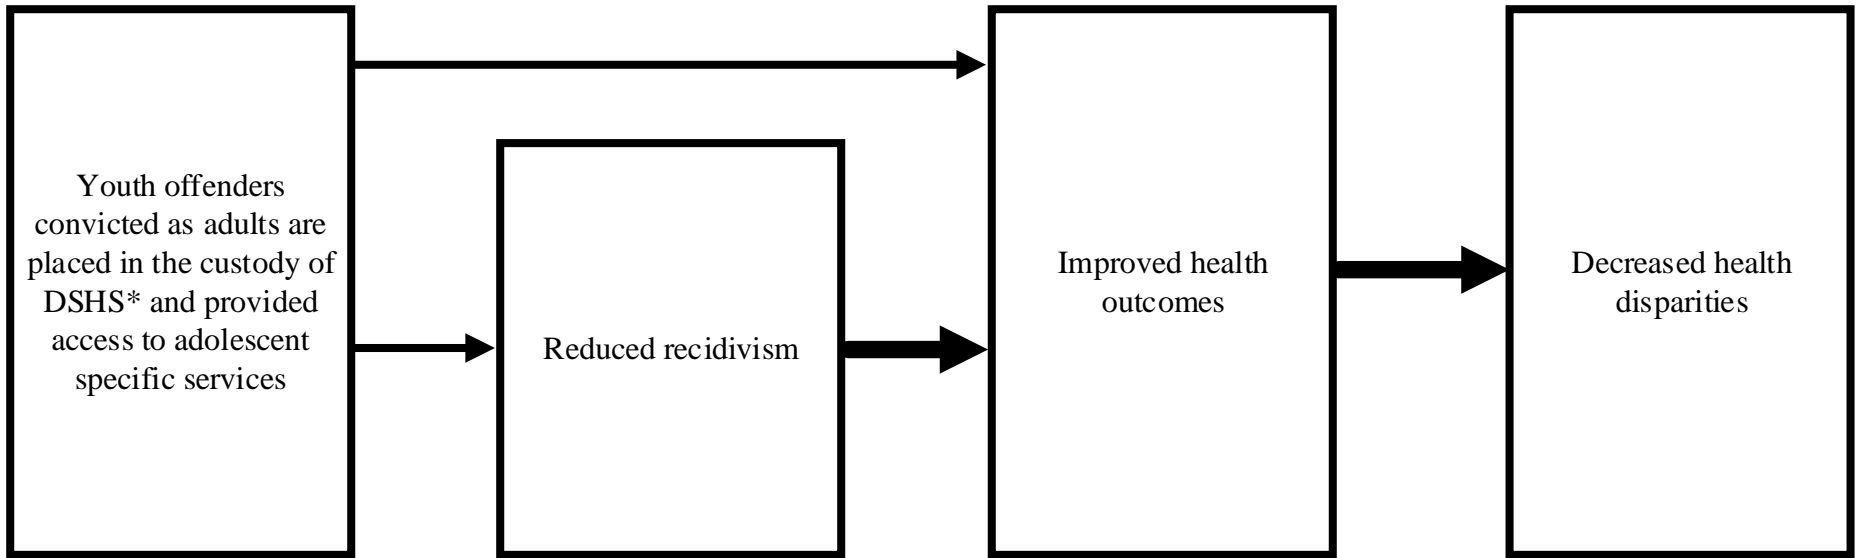 Youth offenders
convicted as adults are
placed in the custody of
DSHS* and provided
access to adolescent
specific services
Reduced recidivism
Improved health
outcomes
Decreased health
disparities